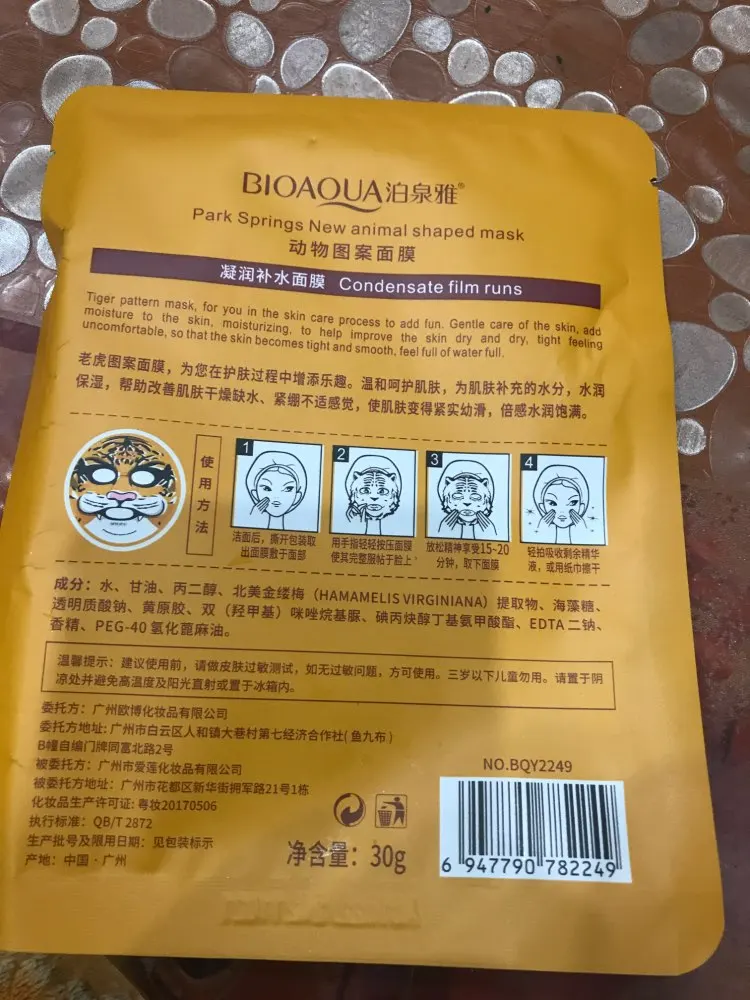 BIOAQUA泊泉雅®
Park Springs New animal shaped mask
动物图案面膜
凝润补水面膜 Condensate film runs
Tiger pattern mask, for you in the skin care process to add fun. Gentle care of the skin, add
moisture to the skin, moisturizing, to help improve the skin dry and dry, tight feeling
uncomfortable, so that the skin becomes tight and smooth, feel full of water full.
老虎图案面膜，为您在护肤过程中增添乐趣。温和呵护肌肤，为肌肤补充的水分，水润
保湿，帮助改善肌肤干燥缺水、紧绷不适感觉，使肌肤变得紧实幼滑，倍感水润饱满。
使用方法
1
洁面后，撕开包装取
出面膜敷于面部
2
用手指轻轻按压面膜
使其完整服帖于脸上
3
放松精神享受15~20
分钟，取下面膜
4
轻拍吸收剩余精华
液，或用纸巾擦干
成分：水、甘油、丙二醇、北美金缕梅（HAMAMELIS VIRGINIANA）提取物、海藻糖、
透明质酸钠、黄原胶、双（羟甲基）咪唑烷基脲、碘丙炔醇丁基氨甲酸酯、EDTA 二钠、
香精、PEG-40 氢化蓖麻油。
温馨提示：建议使用前，请做皮肤过敏测试，如无过敏问题，方可使用。三岁以下儿童勿用。请置于阴
凉处并避免高温度及阳光直射或置于冰箱内。
委托方：广州欧博化妆品有限公司
委托方地址：广州市白云区人和镇大巷村第七经济合作社（鱼九布）
B幢自编门牌同富北路2号
被委托方：广州市爱莲化妆品有限公司
被委托方地址：广州市花都区新华街拥军路21号1栋
化妆品生产许可证：粤妆20170506
执行标准：QB/T 2872
生产批号及限用日期：见包装标示
产地：中国·广州
净含量：30g
NO.BQY2249
6 947790 782249